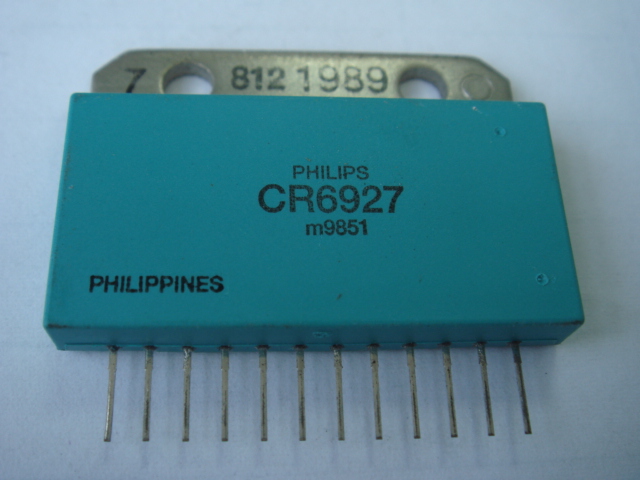 7 812 1989
PHILIPS
CR6927
m9851
PHILIPPINES